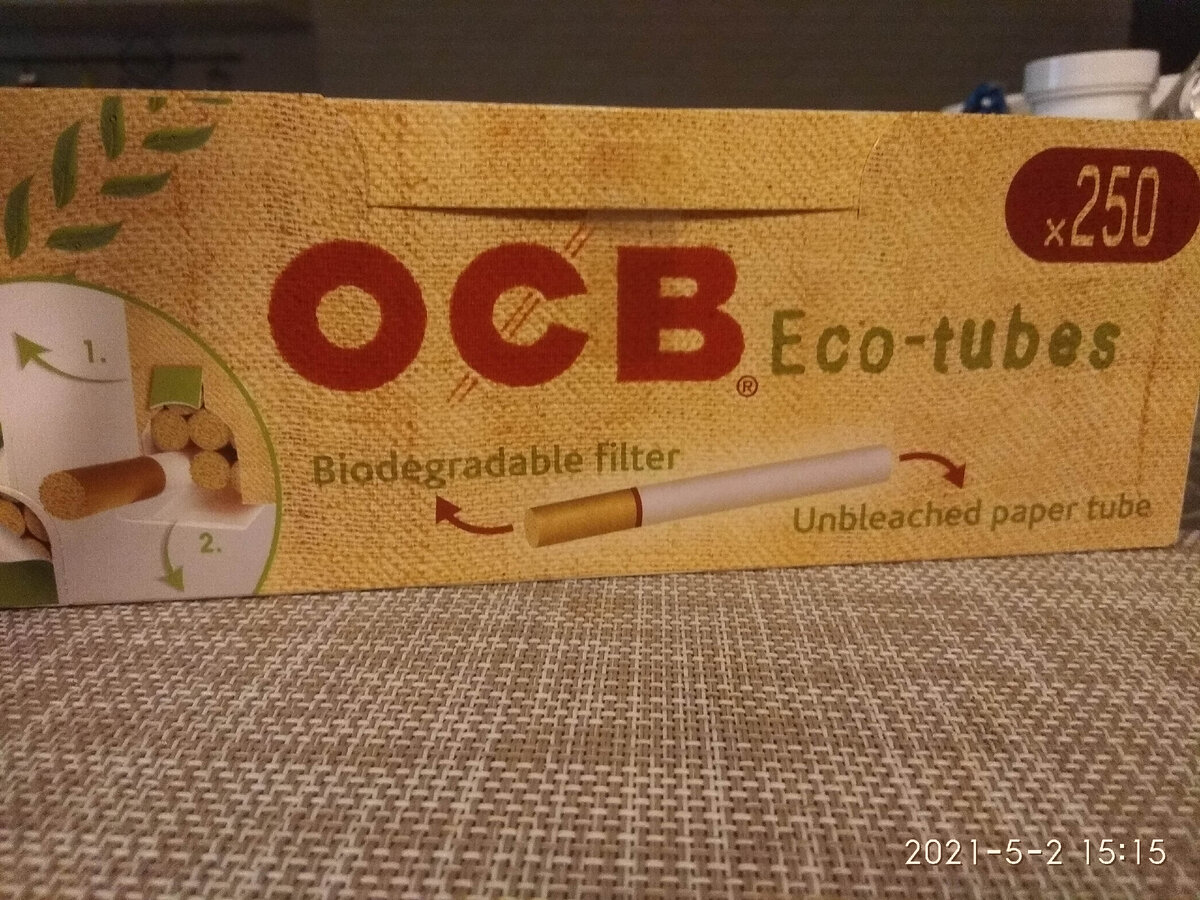 x250
OCB®
Eco-tubes
1.
2.
Biodegradable filter
Unbleached paper tube
2021-5-2 15:15